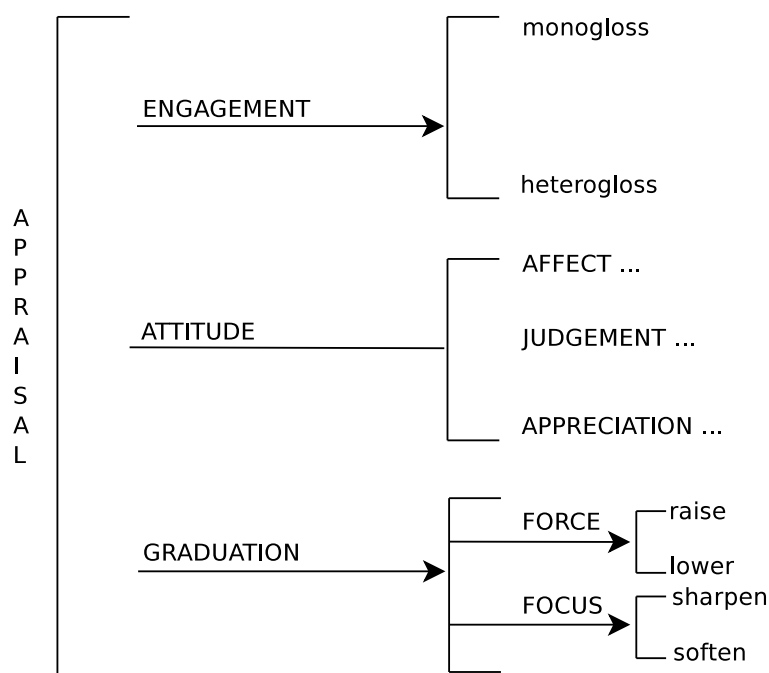 APPRAISAL
ENGAGEMENT
monogloss
heterogloss
ATTITUDE
AFFECT ...
JUDGEMENT ...
APPRECIATION ...
GRADUATION
FORCE
raise
lower
FOCUS
sharpen
soften